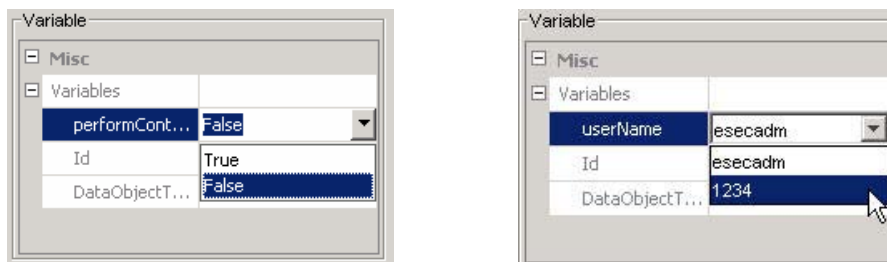 Variable
Misc
Variables
performCont... False
Id True
DataObjectT... False
Variable
Misc
Variables
userName esecadm
Id esecadm
DataObjectT... 1234